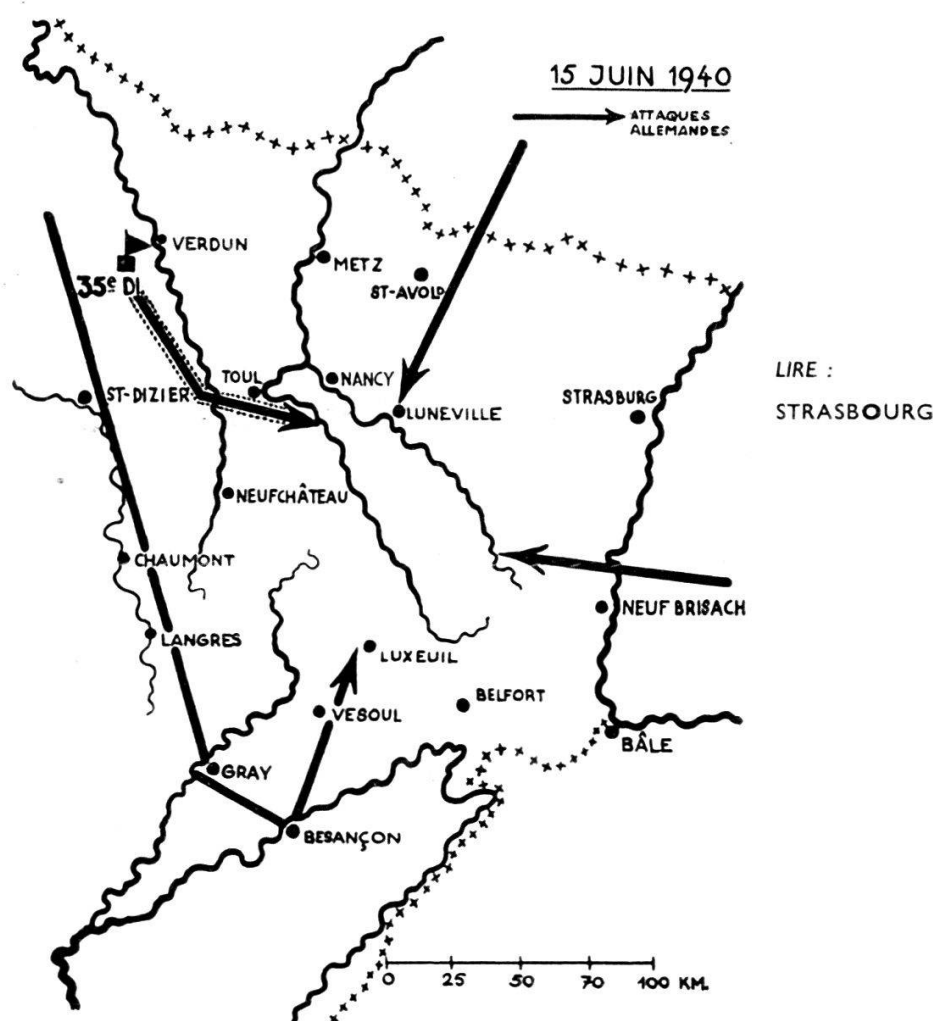 15 JUIN 1940
ATTAQUES
ALLEMANDES
VERDUN
METZ
35e DI
ST-AVOLD
TOUL
NANCY
ST-DIZIER
LUNEVILLE
STRASBURG
LIRE :
STRASBOURG
NEUFCHÂTEAU
CHAUMONT
NEUF BRISACH
LANGRES
LUXEUIL
VESOUL
BELFORT
BÂLE
GRAY
BESANÇON
0 25 50 75 100 KM.